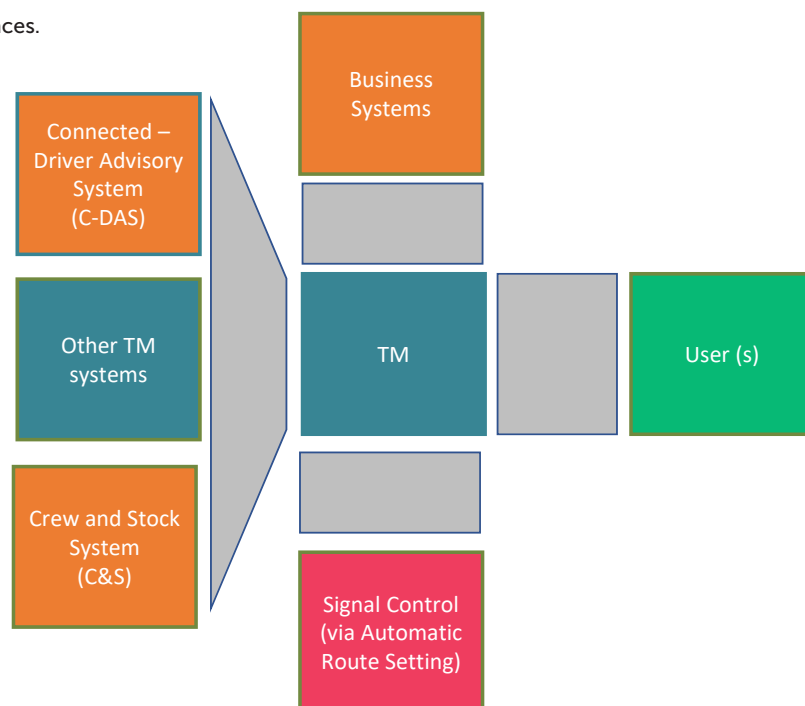 Business
Systems
Connected –
Driver Advisory
System
(C-DAS)
Other TM
systems
TM
User (s)
Crew and Stock
System
(C&S)
Signal Control
(via Automatic
Route Setting)